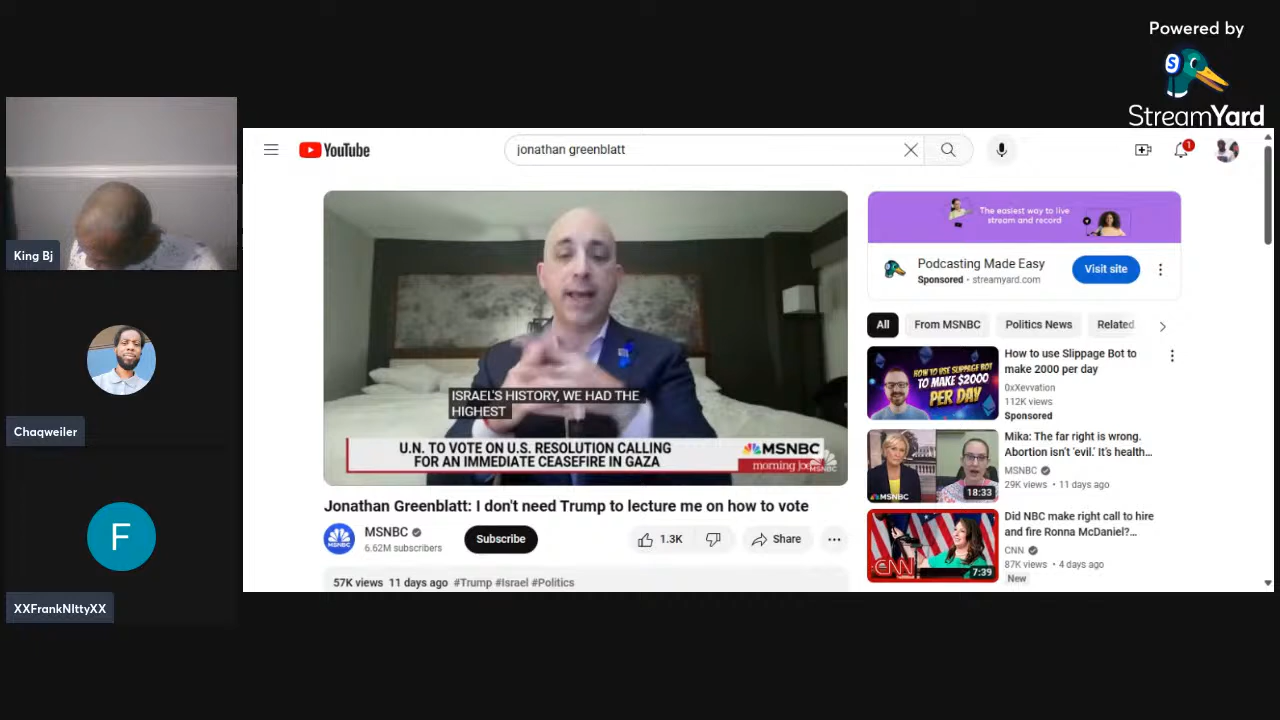 Powered by
StreamYard
King Bj
Chaqweiler
F
XXFrankNIttyXX
YouTube
jonathan greenblatt
1
ISRAEL'S HISTORY, WE HAD THE
HIGHEST
U.N. TO VOTE ON U.S. RESOLUTION CALLING
FOR AN IMMEDIATE CEASEFIRE IN GAZA
MSNBC
morning joe
MSNBC
Jonathan Greenblatt: I don't need Trump to lecture me on how to vote
MSNBC
6.62M subscribers
Subscribe
1.3K
Share
57K views 11 days ago #Trump #Israel #Politics
The easiest way to live
stream and record
Podcasting Made Easy
Sponsored · streamyard.com
Visit site
All
From MSNBC
Politics News
Related
HOW TO USE SLIPPAGE BOT
TO MAKE $2000
PER DAY
How to use Slippage Bot to
make 2000 per day
0xXevvation
112K views
Sponsored
MSNBC
18:33
Mika: The far right is wrong.
Abortion isn't 'evil.' It's health...
MSNBC
29K views · 11 days ago
CNN
7:39
Did NBC make right call to hire
and fire Ronna McDaniel?...
CNN
87K views · 4 days ago
New